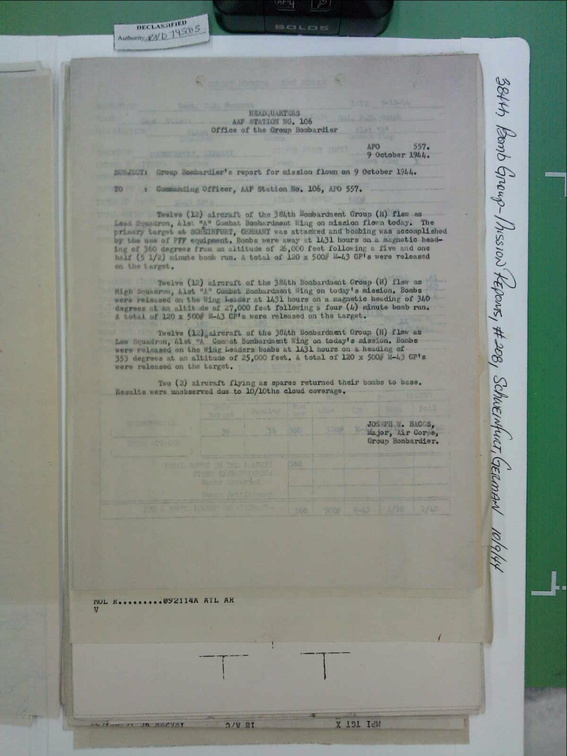 DECLASSIFIED
Authority NND 745005
BOLOS
HEADQUARTERS
AAF STATION NO. 106
Office of the Group Bombardier
APO 557.
9 October 1944.
SUBJECT: Group Bombardier's report for mission flown on 9 October 1944.
TO : Commanding Officer, AAF Station No. 106, APO 557.
Twelve (12) aircraft of the 384th Bombardment Group (H) flew as
Lead Squadron, 41st "A" Combat Bombardment Wing on mission flown today. The
primary target at SCHWEINFURT, GERMANY was attacked and bombing was accomplished
by the use of PFF equipment. Bombs were away at 1431 hours on a magnetic head-
ing of 360 degrees from an altitude of 26,000 feet following a five and one
half (5 1/2) minute bomb run. A total of 120 x 500# M-43 GP's were released
on the target.
Twelve (12) aircraft of the 384th Bombardment Group (H) flew as
High Squadron, 41st "A" Combat Bombardment Wing on today's mission. Bombs
were released on the Wing Leader at 1431 hours on a magnetic heading of 340
degrees at an altitude of 27,000 feet following a four (4) minute bomb run.
A total of 120 x 500# M-43 GP's were released on the target.
Twelve (12) aircraft of the 384th Bombardment Group (H) flew as
Low Squadron, 41st "A" Combat Bombardment Wing on today's mission. Bombs
were released on the Wing Leaders bombs at 1431 hours on a heading of
353 degrees at an altitude of 25,000 feet. A total of 120 x 500# M-43 GP's
were released on the target.
Two (2) aircraft flying as spares returned their bombs to base.
Results were unobserved due to 10/10ths cloud coverage.
JOSEPH W. BAGGS,
Major, Air Corps,
Group Bombardier.
092114A ATL AR
V
384th Bomb Group - Mission Reports, #208, Schweinfurt, German 10/9/44
MPI TGT X